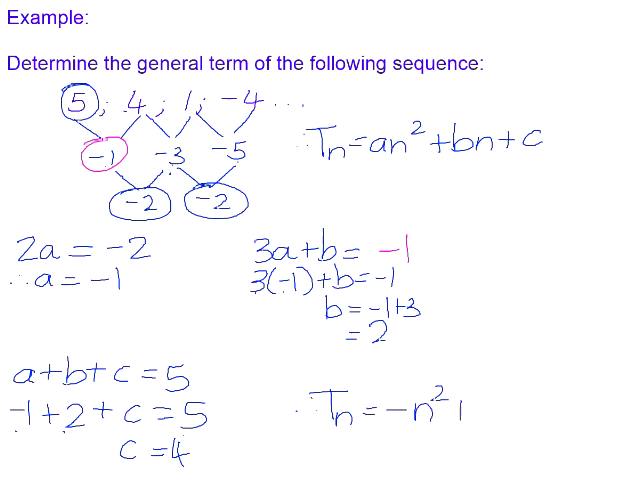 Example:
Determine the general term of the following sequence:
5; 4; 1; -4 ...
-1 -3 -5
∴Tn = an² + bn + c
-2 -2
2a = -2
3a + b = -1
∴a = -1
3(-1) + b = -1
b = -1+3
= 2
a + b + c = 5
-1 + 2 + c = 5
∴Tn = -n² 
c = 4